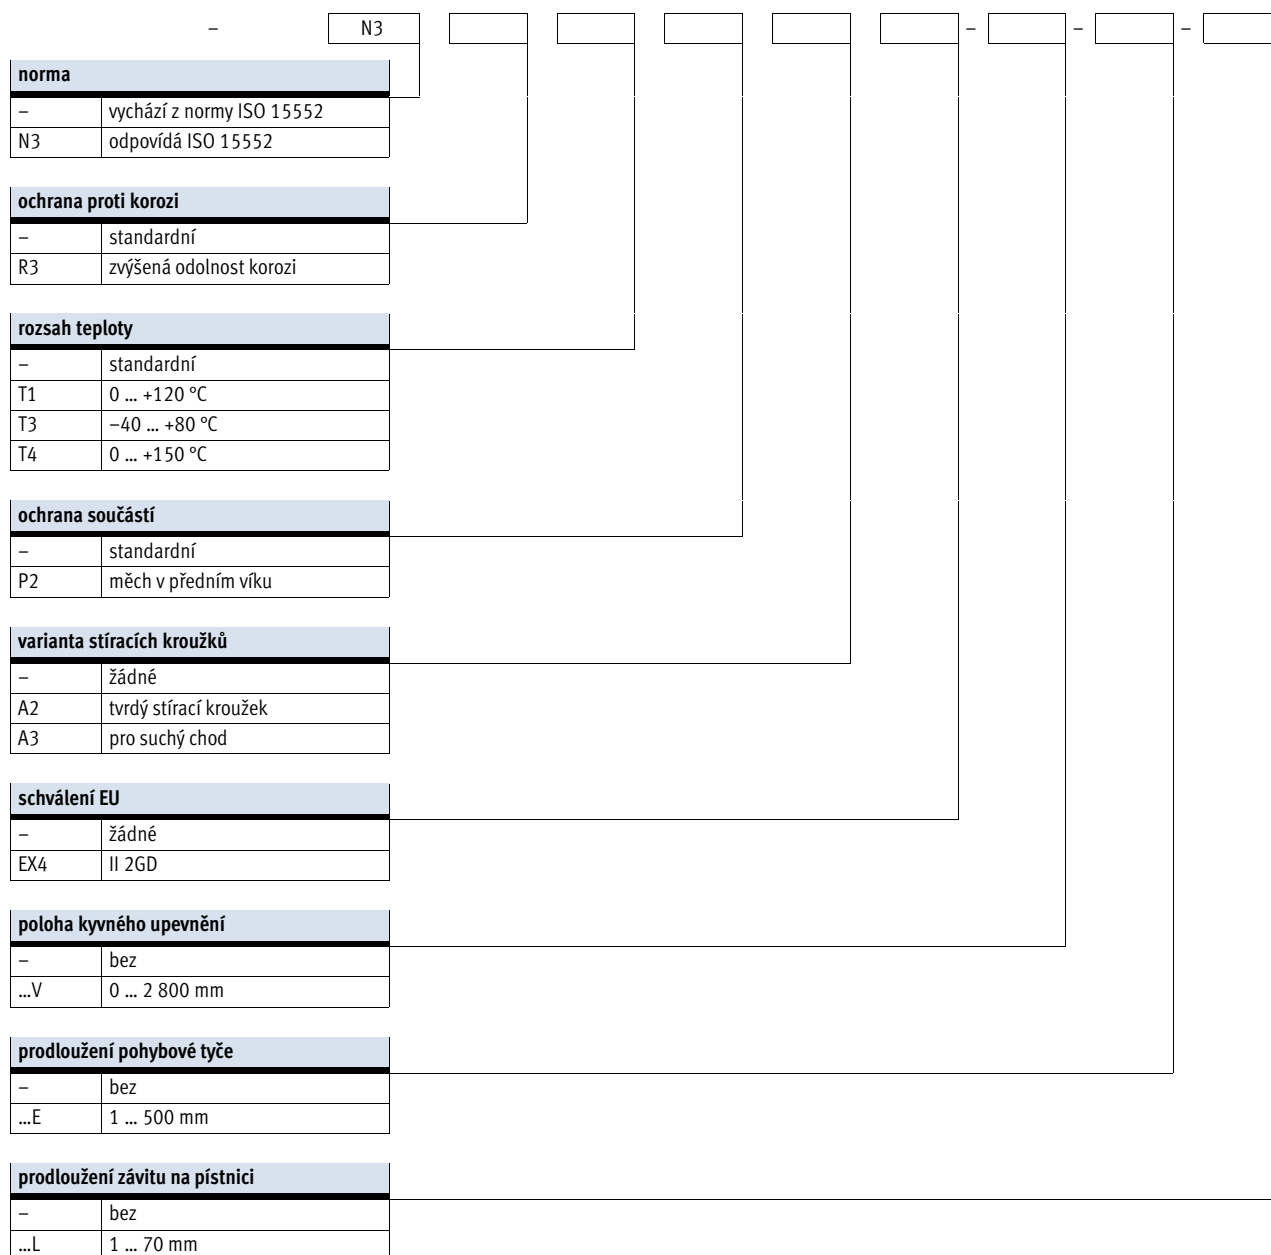 – N3 – – –
norma
– vychází z normy ISO 15552
N3 odpovídá ISO 15552
ochrana proti korozi
– standardní
R3 zvýšená odolnost korozi
rozsah teploty
– standardní
T1 0 ... +120 °C
T3 –40 ... +80 °C
T4 0 ... +150 °C
ochrana součástí
– standardní
P2 měch v předním víku
varianta stíracích kroužků
– žádné
A2 tvrdý stírací kroužek
A3 pro suchý chod
schválení EU
– žádné
EX4 II 2GD
poloha kyvného upevnění
– bez
...V 0 ... 2 800 mm
prodloužení pohybové tyče
– bez
...E 1 ... 500 mm
prodloužení závitu na pístnici
– bez
...L 1 ... 70 mm